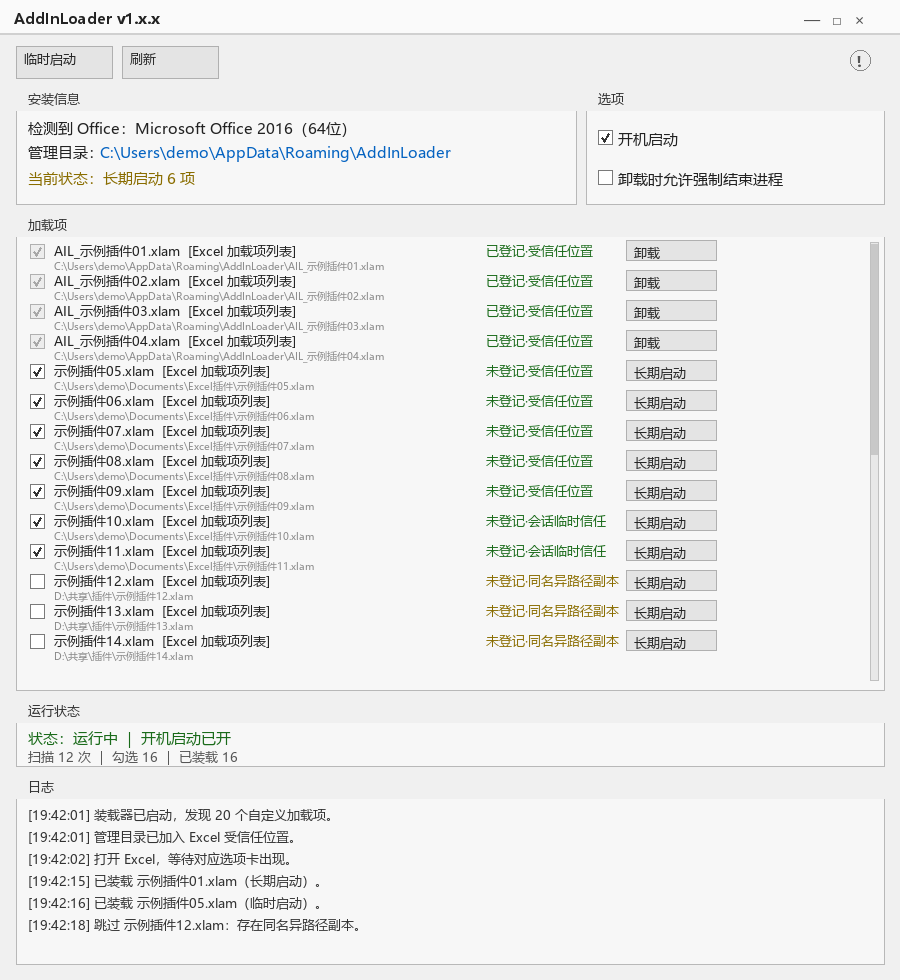 AddInLoader v1.x.x
临时启动 刷新
安装信息
检测到 Office：Microsoft Office 2016（64位）
管理目录：C:\Users\demo\AppData\Roaming\AddInLoader
当前状态：长期启动 6 项
选项
开机启动
卸载时允许强制结束进程
加载项
AIL_示例插件01.xlam [Excel 加载项列表] 已登记·受信任位置 卸载
C:\Users\demo\AppData\Roaming\AddInLoader\AIL_示例插件01.xlam
AIL_示例插件02.xlam [Excel 加载项列表] 已登记·受信任位置 卸载
C:\Users\demo\AppData\Roaming\AddInLoader\AIL_示例插件02.xlam
AIL_示例插件03.xlam [Excel 加载项列表] 已登记·受信任位置 卸载
C:\Users\demo\AppData\Roaming\AddInLoader\AIL_示例插件03.xlam
AIL_示例插件04.xlam [Excel 加载项列表] 已登记·受信任位置 卸载
C:\Users\demo\AppData\Roaming\AddInLoader\AIL_示例插件04.xlam
示例插件05.xlam [Excel 加载项列表] 未登记·受信任位置 长期启动
C:\Users\demo\Documents\Excel插件\示例插件05.xlam
示例插件06.xlam [Excel 加载项列表] 未登记·受信任位置 长期启动
C:\Users\demo\Documents\Excel插件\示例插件06.xlam
示例插件07.xlam [Excel 加载项列表] 未登记·受信任位置 长期启动
C:\Users\demo\Documents\Excel插件\示例插件07.xlam
示例插件08.xlam [Excel 加载项列表] 未登记·受信任位置 长期启动
C:\Users\demo\Documents\Excel插件\示例插件08.xlam
示例插件09.xlam [Excel 加载项列表] 未登记·受信任位置 长期启动
C:\Users\demo\Documents\Excel插件\示例插件09.xlam
示例插件10.xlam [Excel 加载项列表] 未登记·会话临时信任 长期启动
C:\Users\demo\Documents\Excel插件\示例插件10.xlam
示例插件11.xlam [Excel 加载项列表] 未登记·会话临时信任 长期启动
C:\Users\demo\Documents\Excel插件\示例插件11.xlam
示例插件12.xlam [Excel 加载项列表] 未登记·同名异路径副本 长期启动
D:\共享\插件\示例插件12.xlam
示例插件13.xlam [Excel 加载项列表] 未登记·同名异路径副本 长期启动
D:\共享\插件\示例插件13.xlam
示例插件14.xlam [Excel 加载项列表] 未登记·同名异路径副本 长期启动
D:\共享\插件\示例插件14.xlam
运行状态
状态：运行中 | 开机启动已开
扫描 12 次 | 勾选 16 | 已装载 16
日志
[19:42:01] 装载器已启动，发现 20 个自定义加载项。
[19:42:01] 管理目录已加入 Excel 受信任位置。
[19:42:02] 打开 Excel，等待对应选项卡出现。
[19:42:15] 已装载 示例插件01.xlam（长期启动）。
[19:42:16] 已装载 示例插件05.xlam（临时启动）。
[19:42:18] 跳过 示例插件12.xlam：存在同名异路径副本。